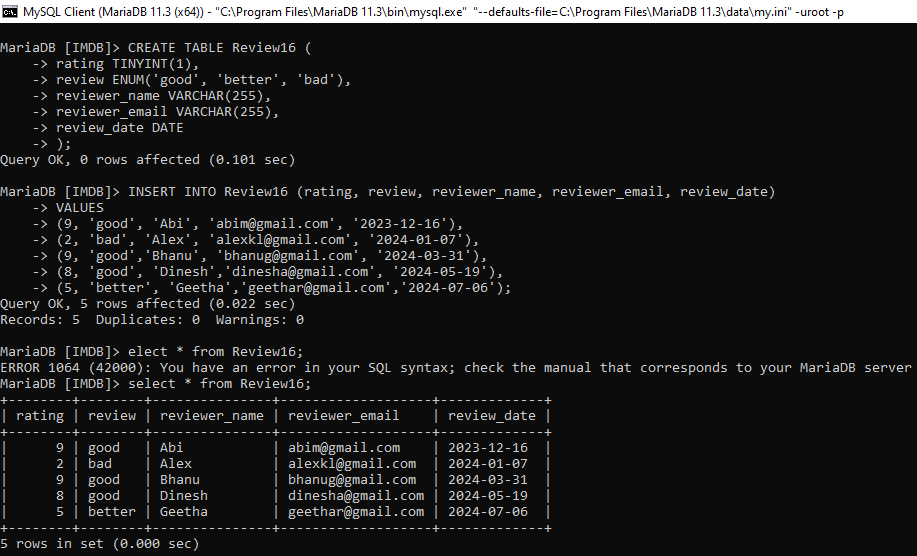 MySQL Client (MariaDB 11.3 (x64)) - "C:\Program Files\MariaDB 11.3\bin\mysql.exe"  "--defaults-file=C:\Program Files\MariaDB 11.3\data\my.ini" -uroot -p
MariaDB [IMDB]> CREATE TABLE Review16 (
    -> rating TINYINT(1),
    -> review ENUM('good', 'better', 'bad'),
    -> reviewer_name VARCHAR(255),
    -> reviewer_email VARCHAR(255),
    -> review_date DATE
    -> );
Query OK, 0 rows affected (0.101 sec)
MariaDB [IMDB]> INSERT INTO Review16 (rating, review, reviewer_name, reviewer_email, review_date)
    -> VALUES
    -> (9, 'good', 'Abi', 'abim@gmail.com', '2023-12-16'),
    -> (2, 'bad', 'Alex', 'alexkl@gmail.com', '2024-01-07'),
    -> (9, 'good','Bhanu', 'bhanug@gmail.com', '2024-03-31'),
    -> (8, 'good', 'Dinesh','dinesha@gmail.com', '2024-05-19'),
    -> (5, 'better', 'Geetha','geethar@gmail.com','2024-07-06');
Query OK, 5 rows affected (0.022 sec)
Records: 5  Duplicates: 0  Warnings: 0
MariaDB [IMDB]> elect * from Review16;
ERROR 1064 (42000): You have an error in your SQL syntax; check the manual that corresponds to your MariaDB server
MariaDB [IMDB]> select * from Review16;
+--------+--------+---------------+-------------------+-------------+
| rating | review | reviewer_name | reviewer_email    | review_date |
+--------+--------+---------------+-------------------+-------------+
|      9 | good   | Abi           | abim@gmail.com    | 2023-12-16  |
|      2 | bad    | Alex          | alexkl@gmail.com  | 2024-01-07  |
|      9 | good   | Bhanu         | bhanug@gmail.com  | 2024-03-31  |
|      8 | good   | Dinesh        | dinesha@gmail.com | 2024-05-19  |
|      5 | better | Geetha        | geethar@gmail.com | 2024-07-06  |
+--------+--------+---------------+-------------------+-------------+
5 rows in set (0.000 sec)